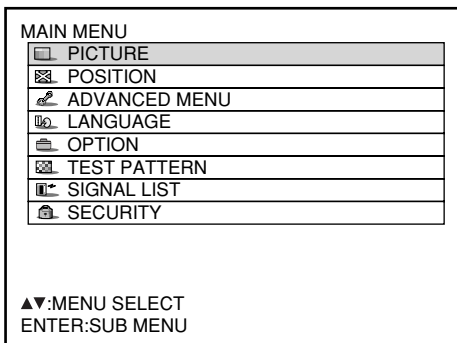 MAIN MENU
PICTURE
POSITION
ADVANCED MENU
LANGUAGE
OPTION
TEST PATTERN
SIGNAL LIST
SECURITY
▲▼:MENU SELECT
ENTER:SUB MENU